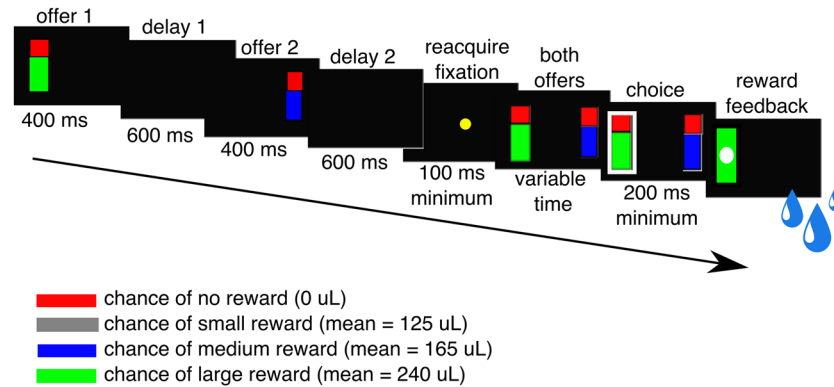 offer 1
delay 1
offer 2
delay 2
reacquire
fixation
both
offers
choice
reward
feedback
400 ms
600 ms
400 ms
600 ms
100 ms
minimum
variable
time
200 ms
minimum
chance of no reward (0 uL)
chance of small reward (mean = 125 uL)
chance of medium reward (mean = 165 uL)
chance of large reward (mean = 240 uL)